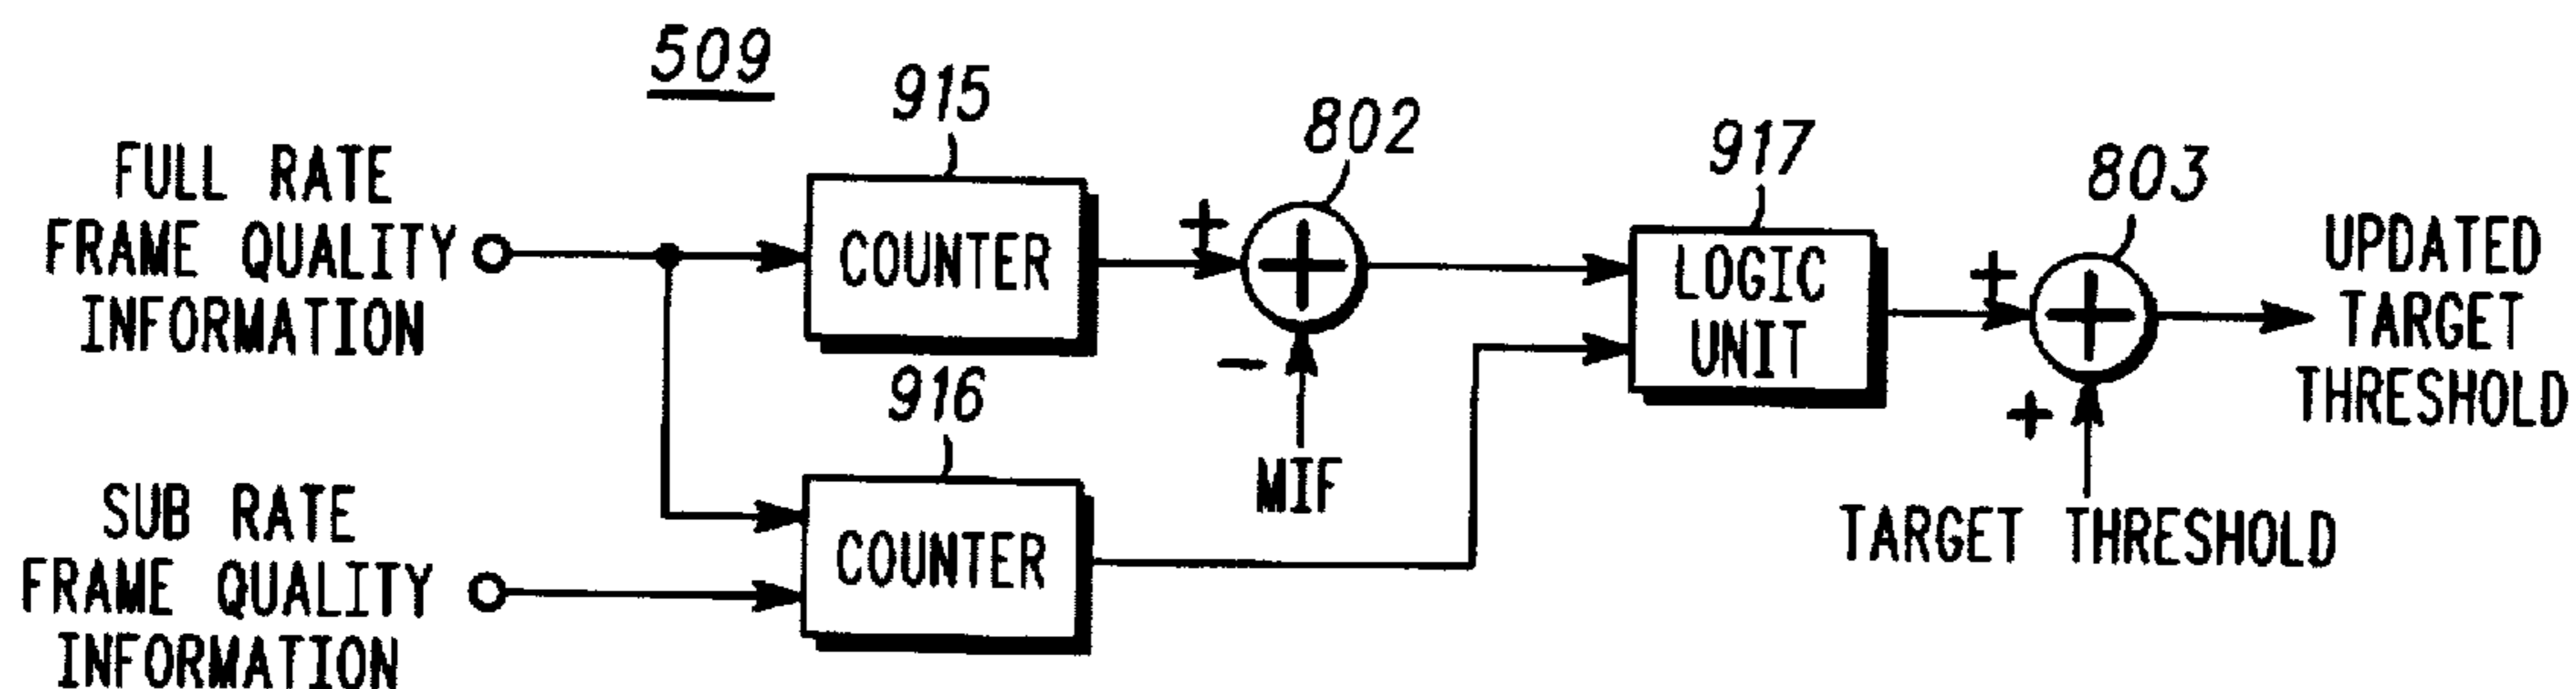 509
915
802
917
803
FULL RATE
FRAME QUALITY
INFORMATION
COUNTER
+
+
-
MIF
LOGIC
UNIT
+
+
+
TARGET THRESHOLD
UPDATED
TARGET
THRESHOLD
916
SUB RATE
FRAME QUALITY
INFORMATION
COUNTER